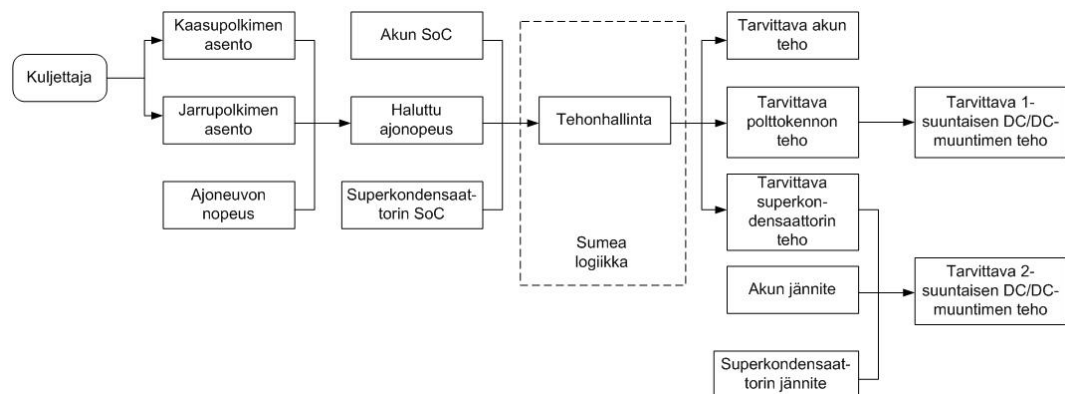 Kuljettaja
Kaasupolkimen
asento
Jarrupolkimen
asento
Ajoneuvon
nopeus
Akun SoC
Haluttu
ajonopeus
Superkondensaat-
torin SoC
Tehonhallinta
Sumea
logiikka
Tarvittava akun
teho
Tarvittava
polttokennon
teho
Tarvittava
superkon-
densaattorin
teho
Akun jännite
Superkondensaat-
torin jännite
Tarvittava 1-
suuntaisen DC/DC-
muuntimen teho
Tarvittava 2-
suuntaisen DC/DC-
muuntimen teho